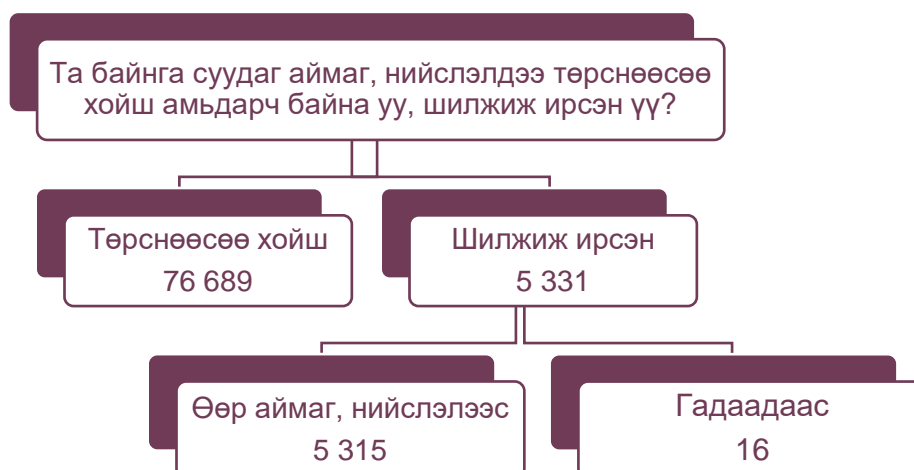 Та байнга суудаг аймаг, нийслэлдээ төрснөөсөө
хойш амьдарч байна уу, шилжиж ирсэн үү?
Төрснөөсөө хойш
76 689
Шилжиж ирсэн
5 331
Өөр аймаг, нийслэлээс
5 315
Гадаадаас
16